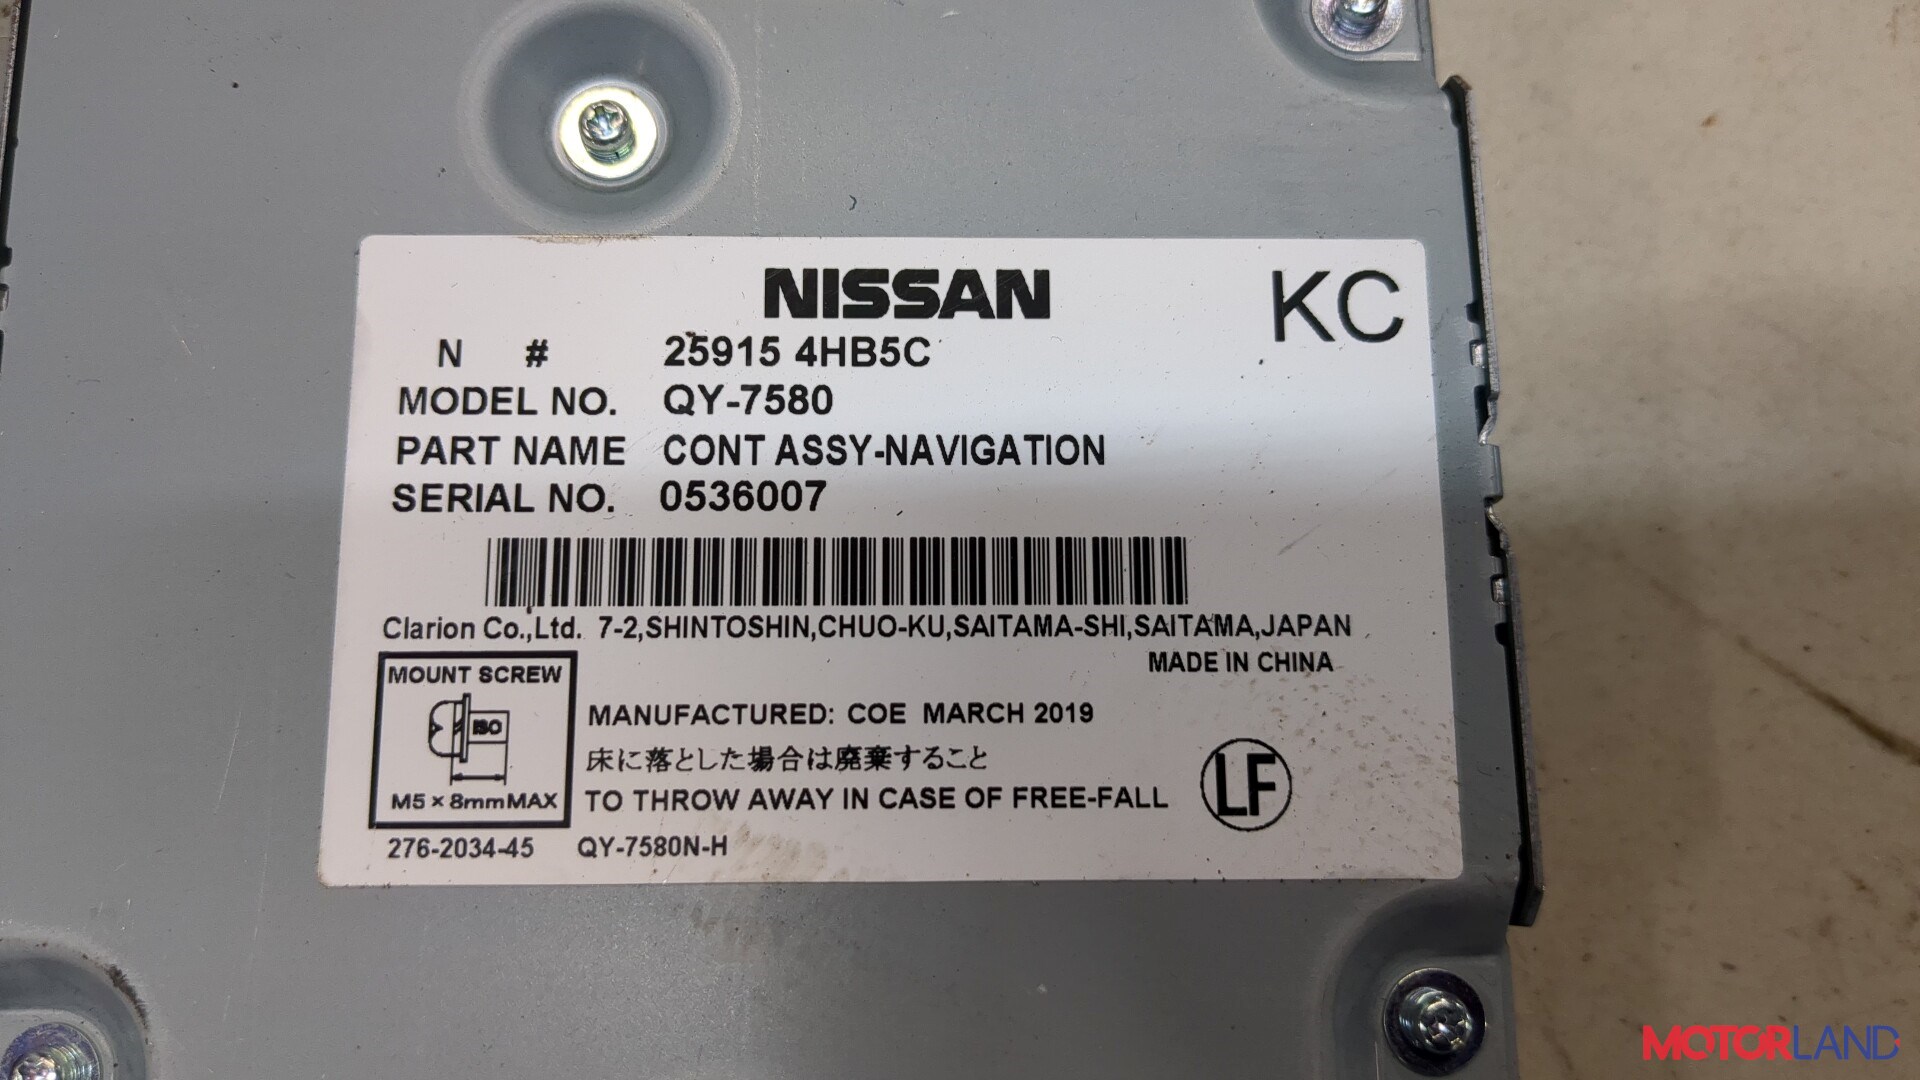 NISSAN
KC
N # 25915 4HB5C
MODEL NO. QY-7580
PART NAME CONT ASSY-NAVIGATION
SERIAL NO. 0536007
Clarion Co.,Ltd. 7-2,SHINTOSHIN,CHUO-KU,SAITAMA-SHI,SAITAMA,JAPAN
MADE IN CHINA
MOUNT SCREW
ISO
M5 × 8mmMAX
MANUFACTURED: COE MARCH 2019
床に落とした場合は廃棄すること
TO THROW AWAY IN CASE OF FREE-FALL
LF
276-2034-45 QY-7580N-H
MOTORLAND